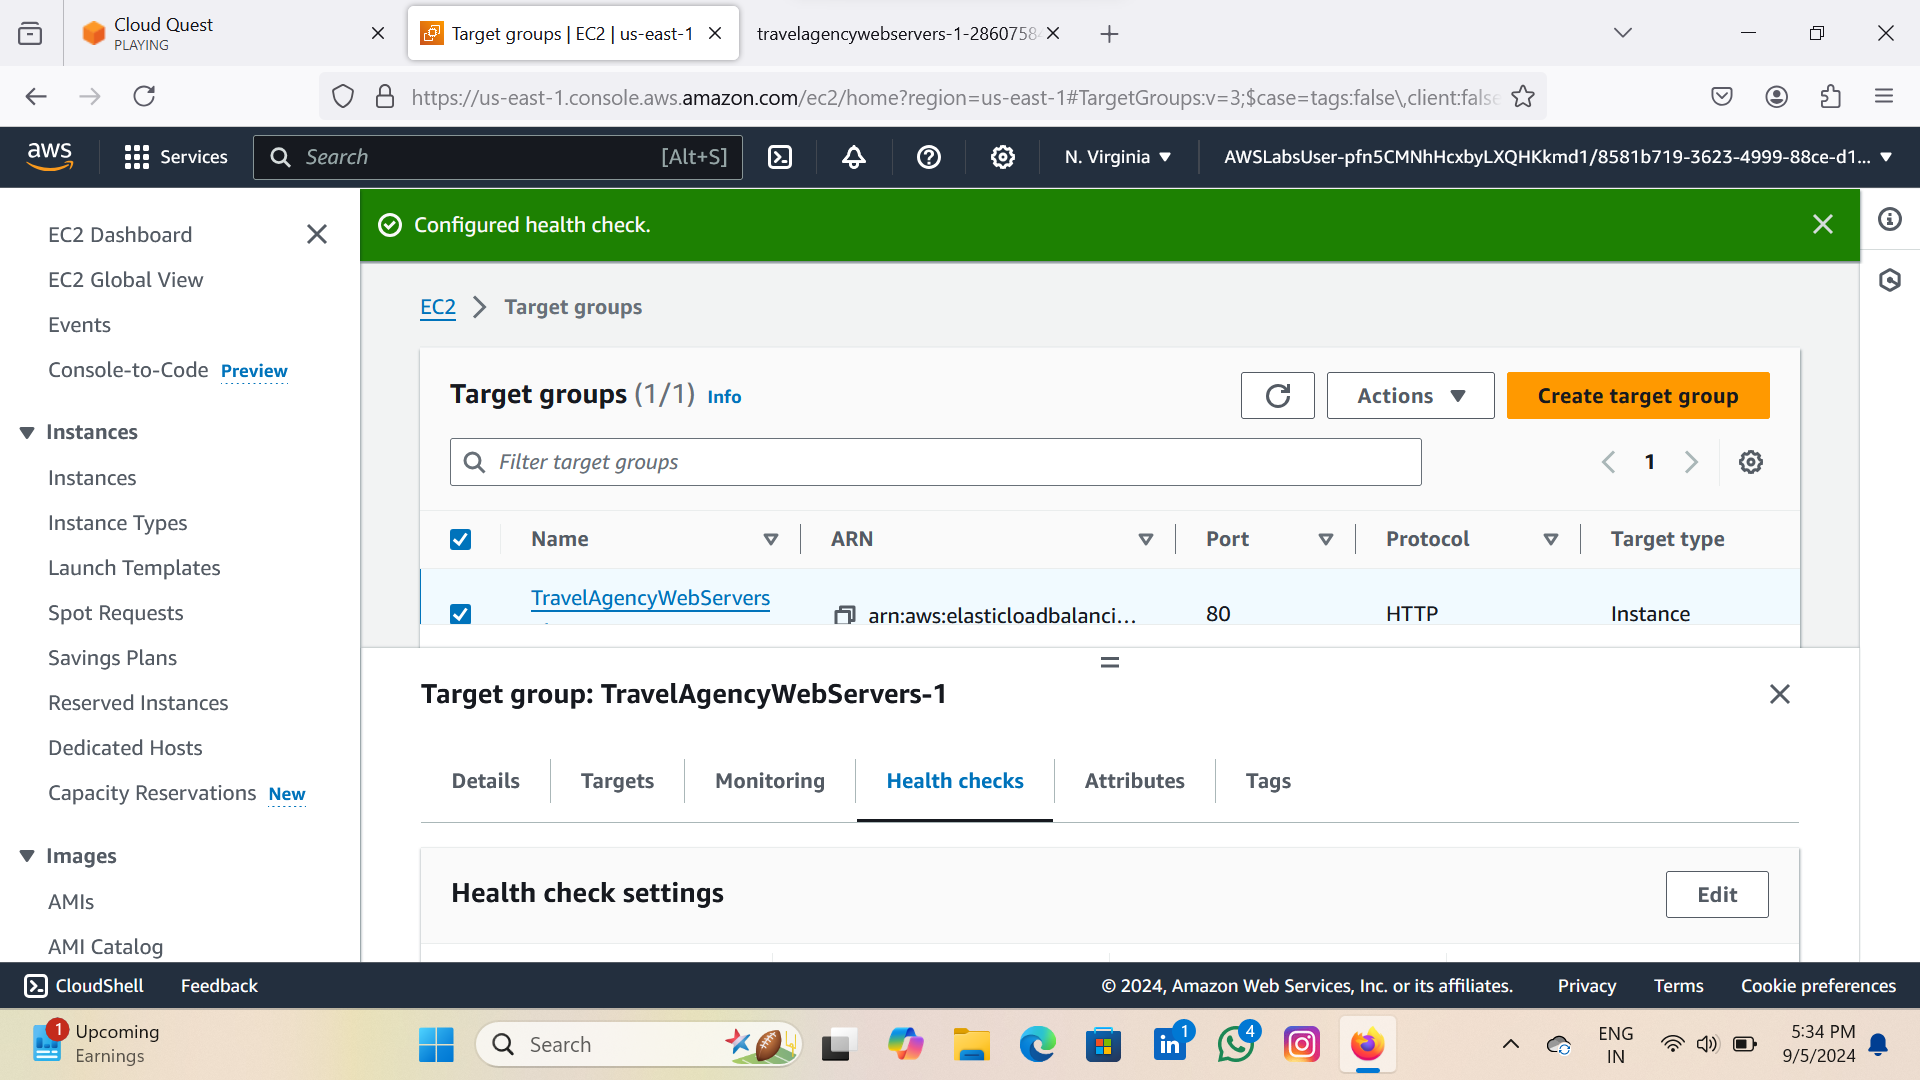 Cloud Quest
PLAYING
Target groups | EC2 | us-east-1
travelagencywebservers-1-2860758
https://us-east-1.console.aws.amazon.com/ec2/home?region=us-east-1#TargetGroups:v=3;$case=tags:false\,client:false
aws
Services
Search
[Alt+S]
N. Virginia
AWSLabsUser-pfn5CMNhHcxbyLXQHKkmd1/8581b719-3623-4999-88ce-d1...
EC2 Dashboard
EC2 Global View
Events
Console-to-Code Preview
Instances
Instances
Instance Types
Launch Templates
Spot Requests
Savings Plans
Reserved Instances
Dedicated Hosts
Capacity Reservations New
Images
AMIs
AMI Catalog
Configured health check.
EC2 > Target groups
Target groups (1/1) Info
Actions
Create target group
Filter target groups
1
Name
ARN
Port
Protocol
Target type
TravelAgencyWebServers
arn:aws:elasticloadbalanci...
80
HTTP
Instance
Target group: TravelAgencyWebServers-1
Details
Targets
Monitoring
Health checks
Attributes
Tags
Health check settings
Edit
CloudShell
Feedback
© 2024, Amazon Web Services, Inc. or its affiliates.
Privacy
Terms
Cookie preferences
1
Upcoming
Earnings
Search
1
4
ENG
IN
5:34 PM
9/5/2024